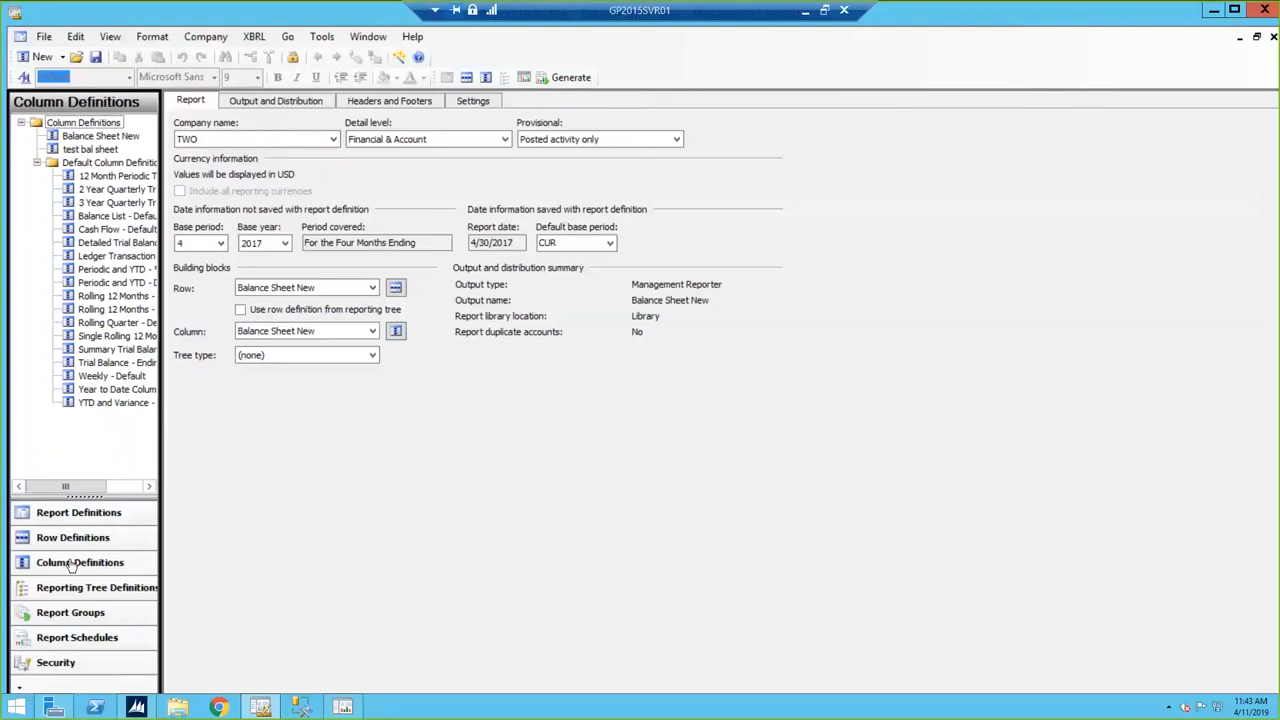 GP2015SVR01
File Edit View Format Company XBRL Go Tools Window Help
New
Microsoft Sans 9 B I U A Generate
Column Definitions
Column Definitions
Balance Sheet New
test bal sheet
Default Column Definitic
12 Month Periodic T
2 Year Quarterly Tr
3 Year Quarterly Tr
Balance List - Defau
Cash Flow - Default
Detailed Trial Balanc
Ledger Transaction
Periodic and YTD -
Periodic and YTD - D
Rolling 12 Months -
Rolling 12 Months -
Rolling Quarter - De
Single Rolling 12 Mo
Summary Trial Balar
Trial Balance - Endir
Weekly - Default
Year to Date Colum
YTD and Variance -
Report Definitions
Row Definitions
Column Definitions
Reporting Tree Definitions
Report Groups
Report Schedules
Security
Report Output and Distribution Headers and Footers Settings
Company name: Detail level: Provisional:
TWO Financial & Account Posted activity only
Currency information
Values will be displayed in USD
Include all reporting currencies
Date information not saved with report definition Date information saved with report definition
Base period: Base year: Period covered: Report date: Default base period:
4 2017 For the Four Months Ending 4/30/2017 CUR
Building blocks Output and distribution summary
Row: Balance Sheet New
Use row definition from reporting tree
Column: Balance Sheet New
Tree type: (none)
Output type: Management Reporter
Output name: Balance Sheet New
Report library location: Library
Report duplicate accounts: No
11:43 AM
4/11/2019